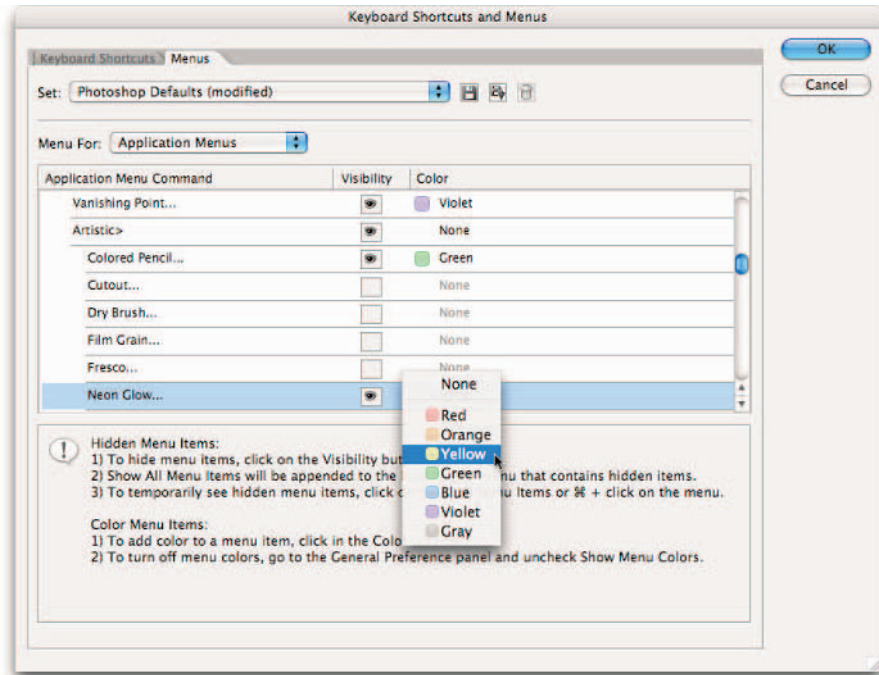 Keyboard Shortcuts and Menus
Keyboard Shortcuts Menus
OK
Cancel
Set: Photoshop Defaults (modified)
Menu For: Application Menus
Application Menu Command Visibility Color
Vanishing Point... Violet
Artistic> None
Colored Pencil... Green
Cutout... None
Dry Brush... None
Film Grain... None
Fresco... None
Neon Glow...
None
Red
Orange
Yellow
Green
Blue
Violet
Gray
Hidden Menu Items:
1) To hide menu items, click on the Visibility
2) Show All Menu Items will be appended to the that contains hidden items.
3) To temporarily see hidden menu items, click Items or ⌘ + click on the menu.
Color Menu Items:
1) To add color to a menu item, click in the
2) To turn off menu colors, go to the General Preference panel and uncheck Show Menu Colors.